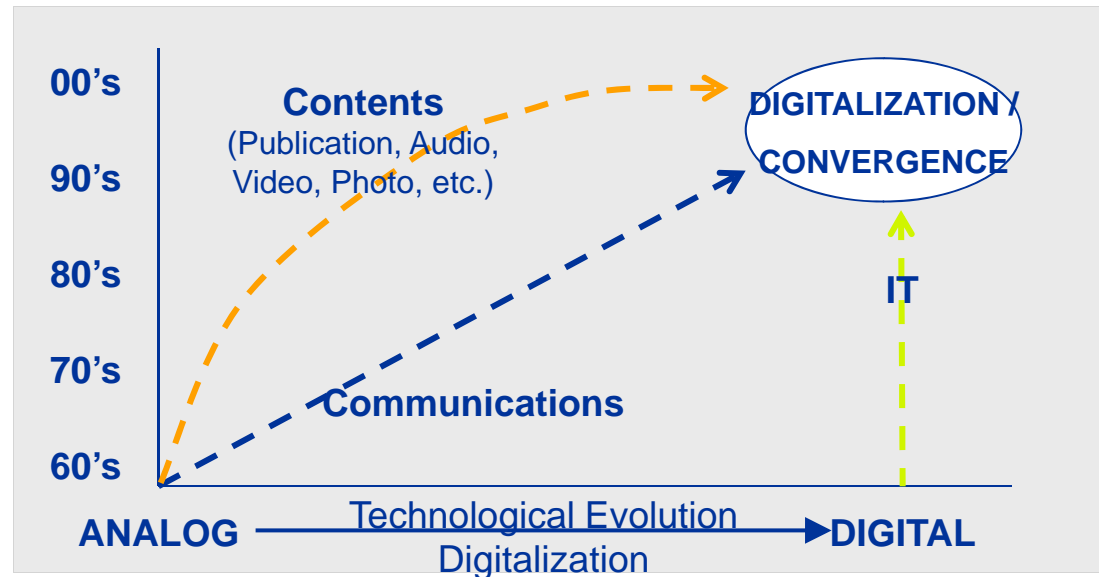 00’s
90’s
80’s
70’s
60’s
Contents
(Publication, Audio,
Video, Photo, etc.)
DIGITALIZATION /
CONVERGENCE
IT
Communications
ANALOG
Technological Evolution
Digitalization
DIGITAL